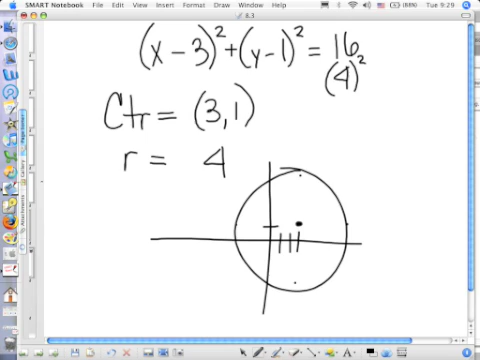 SMART Notebook File Edit View Insert Format Draw Window Help (88%) Tue 9:29
8.3
(x - 3)² + (y - 1)² = 16
(4)²
Ctr = (3, 1)
r = 4